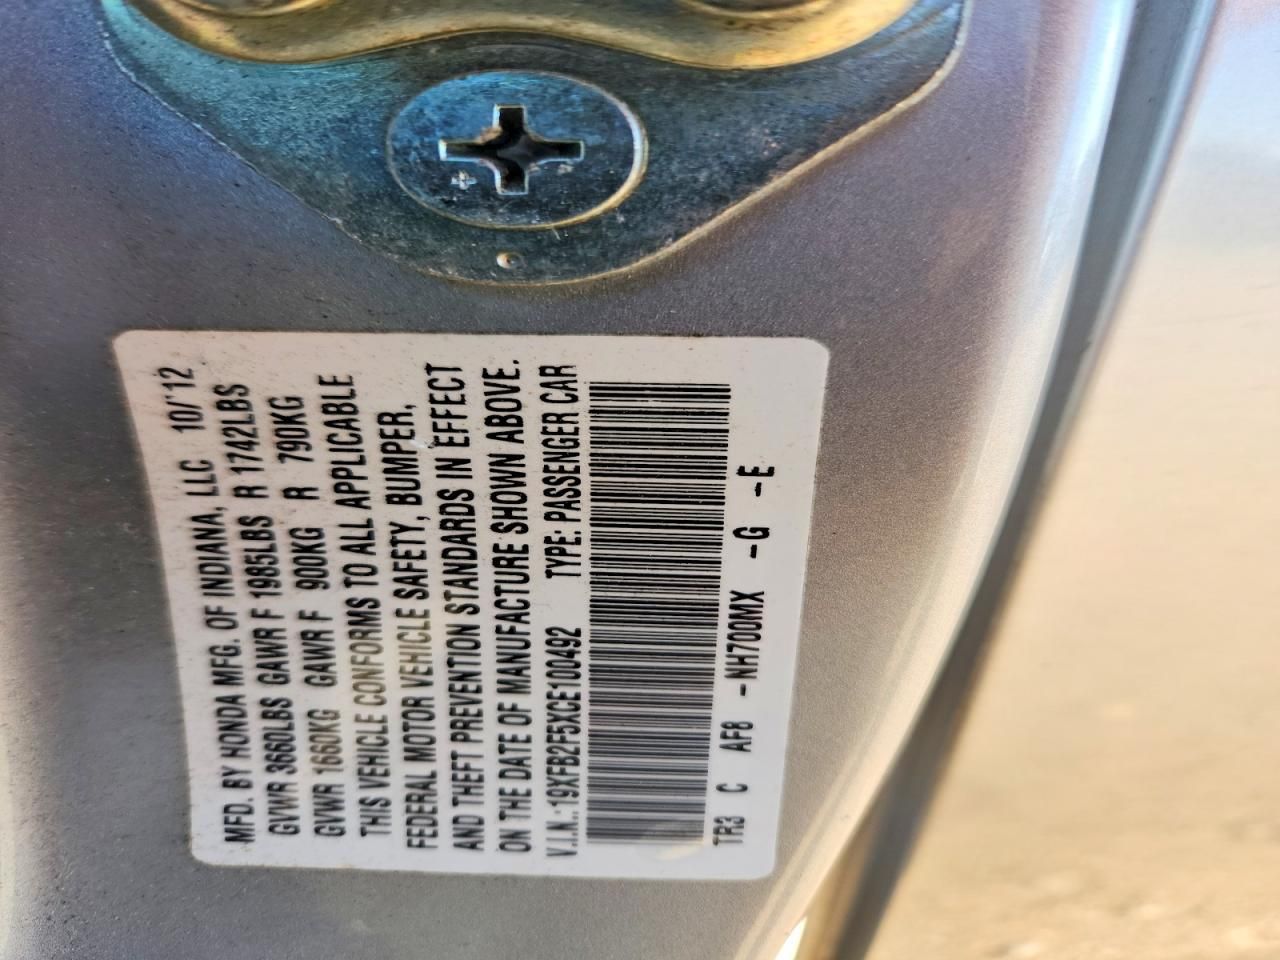 MFD. BY HONDA MFG. OF INDIANA, LLC 10/'12
GVWR 3660LBS GAWR F 1985LBS R 1742LBS
GVWR 1660KG GAWR F 900KG R 790KG
THIS VEHICLE CONFORMS TO ALL APPLICABLE
FEDERAL MOTOR VEHICLE SAFETY, BUMPER,
AND THEFT PREVENTION STANDARDS IN EFFECT
ON THE DATE OF MANUFACTURE SHOWN ABOVE.
V.I.N.: 19XFB2F5XCE100492 TYPE: PASSENGER CAR
TR3 C AF8 -NH700MX -G -E